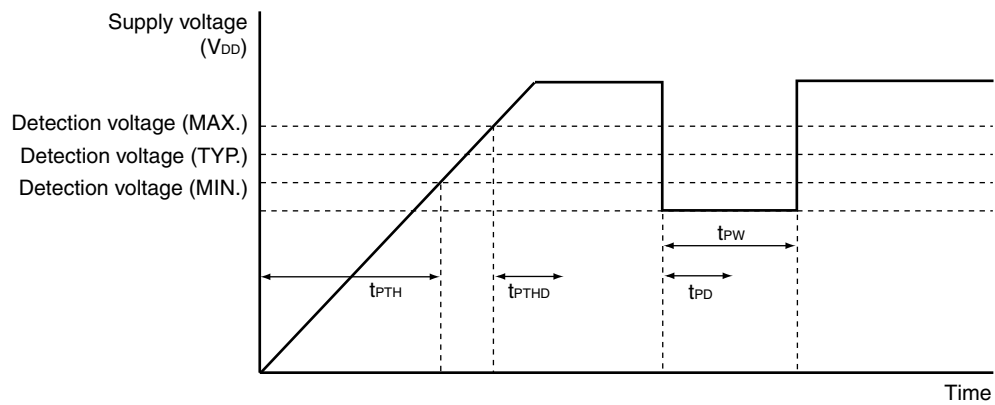 Supply voltage
(VDD)
Detection voltage (MAX.)
Detection voltage (TYP.)
Detection voltage (MIN.)
tPW
tPTH
tPTHD
tPD
Time